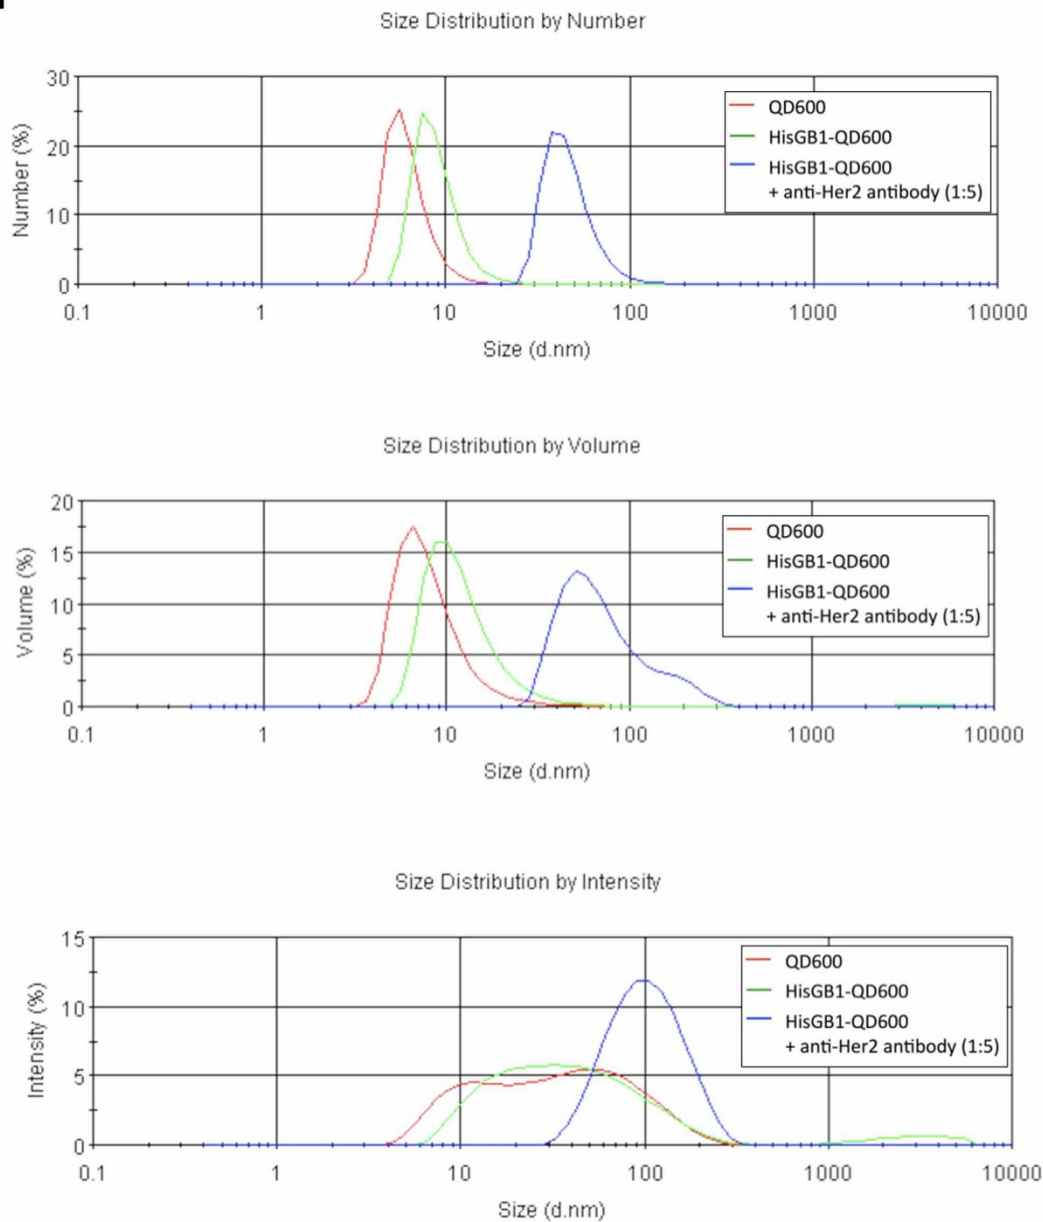 Size Distribution by Number
30
20
10
0
Number (%)
QD600
HisGB1-QD600
HisGB1-QD600
+ anti-Her2 antibody (1:5)
0.1 1 10 100 1000 10000
Size (d.nm)
Size Distribution by Volume
20
15
10
5
0
Volume (%)
QD600
HisGB1-QD600
HisGB1-QD600
+ anti-Her2 antibody (1:5)
0.1 1 10 100 1000 10000
Size (d.nm)
Size Distribution by Intensity
15
10
5
0
Intensity (%)
QD600
HisGB1-QD600
HisGB1-QD600
+ anti-Her2 antibody (1:5)
0.1 1 10 100 1000 10000
Size (d.nm)